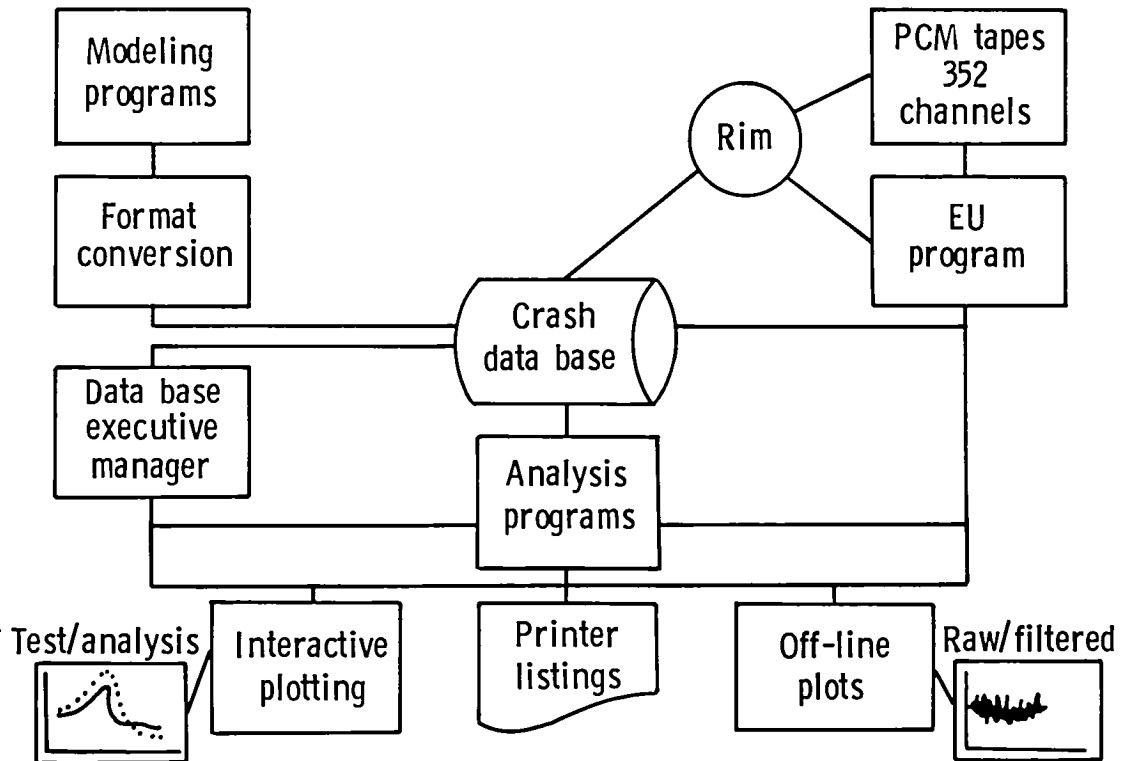 Modeling
programs
PCM tapes
352
channels
Rim
Format
conversion
EU
program
Crash
data base
Data base
executive
manager
Analysis
programs
Test/analysis
Interactive
plotting
Printer
listings
Off-line
plots
Raw/filtered